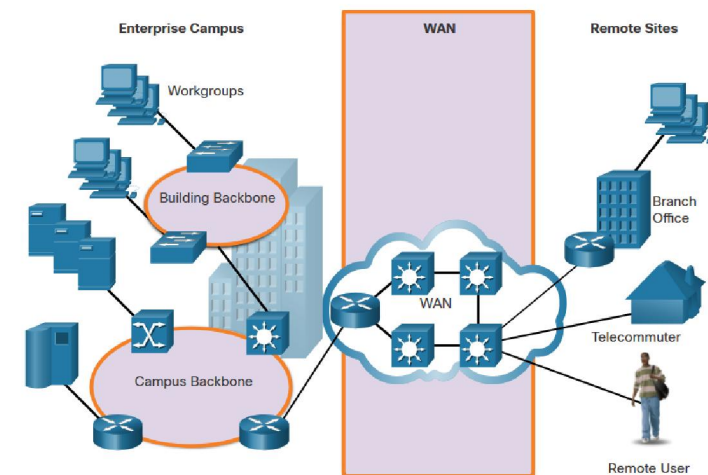 Enterprise Campus
WAN
Remote Sites
Workgroups
Building Backbone
Branch
Office
WAN
Telecommuter
Campus Backbone
Remote User